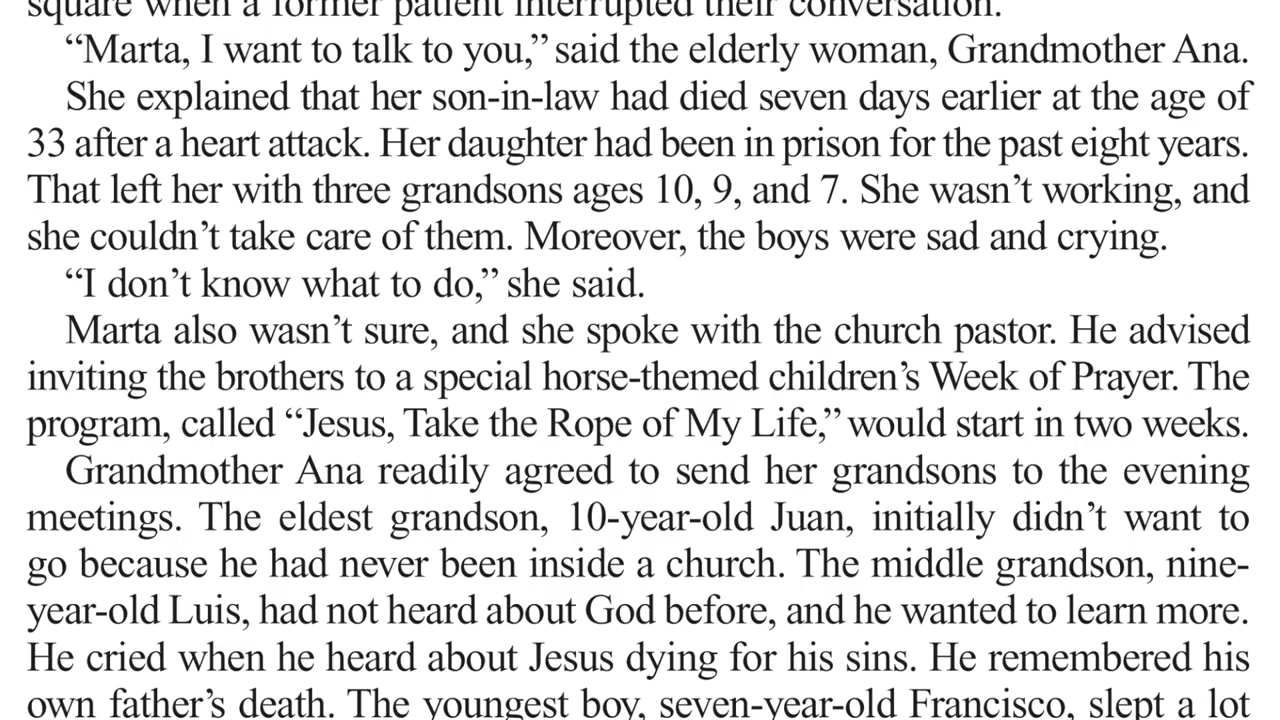 square when a former patient interrupted their conversation.
“Marta, I want to talk to you,” said the elderly woman, Grandmother Ana.
She explained that her son-in-law had died seven days earlier at the age of
33 after a heart attack. Her daughter had been in prison for the past eight years.
That left her with three grandsons ages 10, 9, and 7. She wasn’t working, and
she couldn’t take care of them. Moreover, the boys were sad and crying.
“I don’t know what to do,” she said.
Marta also wasn’t sure, and she spoke with the church pastor. He advised
inviting the brothers to a special horse-themed children’s Week of Prayer. The
program, called “Jesus, Take the Rope of My Life,” would start in two weeks.
Grandmother Ana readily agreed to send her grandsons to the evening
meetings. The eldest grandson, 10-year-old Juan, initially didn’t want to
go because he had never been inside a church. The middle grandson, nine-
year-old Luis, had not heard about God before, and he wanted to learn more.
He cried when he heard about Jesus dying for his sins. He remembered his
own father’s death. The youngest boy, seven-year-old Francisco, slept a lot